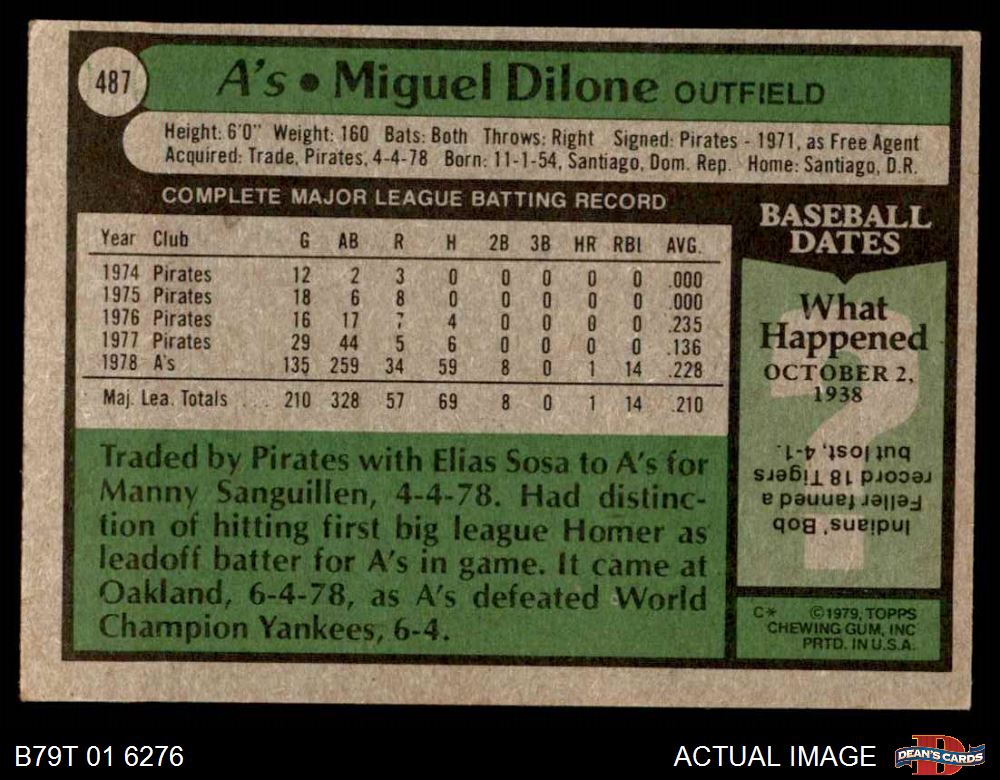 487
A's • Miguel Dilone OUTFIELD
Height: 6'0" Weight: 160 Bats: Both Throws: Right Signed: Pirates - 1971, as Free Agent
Acquired: Trade, Pirates, 4-4-78 Born: 11-1-54, Santiago, Dom. Rep. Home: Santiago, D.R.
COMPLETE MAJOR LEAGUE BATTING RECORD
Year Club G AB R H 2B 3B HR RBI AVG.
1974 Pirates 12 2 3 0 0 0 0 0 .000
1975 Pirates 18 6 8 0 0 0 0 0 .000
1976 Pirates 16 17 7 4 0 0 0 0 .235
1977 Pirates 29 44 5 6 0 0 0 0 .136
1978 A's 135 259 34 59 8 0 1 14 .228
Maj. Lea. Totals ... 210 328 57 69 8 0 1 14 .210
Traded by Pirates with Elias Sosa to A's for
Manny Sanguillen, 4-4-78. Had distinc-
tion of hitting first big league Homer as
leadoff batter for A's in game. It came at
Oakland, 6-4-78, as A's defeated World
Champion Yankees, 6-4.
BASEBALL
DATES
What
Happened
OCTOBER 2,
1938
Indians' Bob
Feller fanned a
record 18 Tigers
but lost, 4-1.
C* ©1979, TOPPS
CHEWING GUM, INC
PRTD. IN U.S.A.
B79T 01 6276
ACTUAL IMAGE
D
DEAN'S CARDS